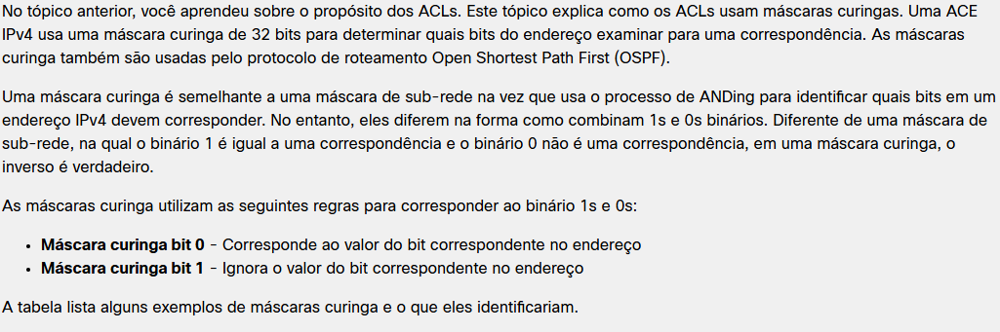 No tópico anterior, você aprendeu sobre o propósito dos ACLs. Este tópico explica como os ACLs usam máscaras curingas. Uma ACE
IPv4 usa uma máscara curinga de 32 bits para determinar quais bits do endereço examinar para uma correspondência. As máscaras
curinga também são usadas pelo protocolo de roteamento Open Shortest Path First (OSPF).
Uma máscara curinga é semelhante a uma máscara de sub-rede na vez que usa o processo de ANDing para identificar quais bits em um
endereço IPv4 devem corresponder. No entanto, eles diferem na forma como combinam 1s e 0s binários. Diferente de uma máscara de
sub-rede, na qual o binário 1 é igual a uma correspondência e o binário 0 não é uma correspondência, em uma máscara curinga, o
inverso é verdadeiro.
As máscaras curinga utilizam as seguintes regras para corresponder ao binário 1s e 0s:
• Máscara curinga bit 0 - Corresponde ao valor do bit correspondente no endereço
• Máscara curinga bit 1 - Ignora o valor do bit correspondente no endereço
A tabela lista alguns exemplos de máscaras curinga e o que eles identificariam.